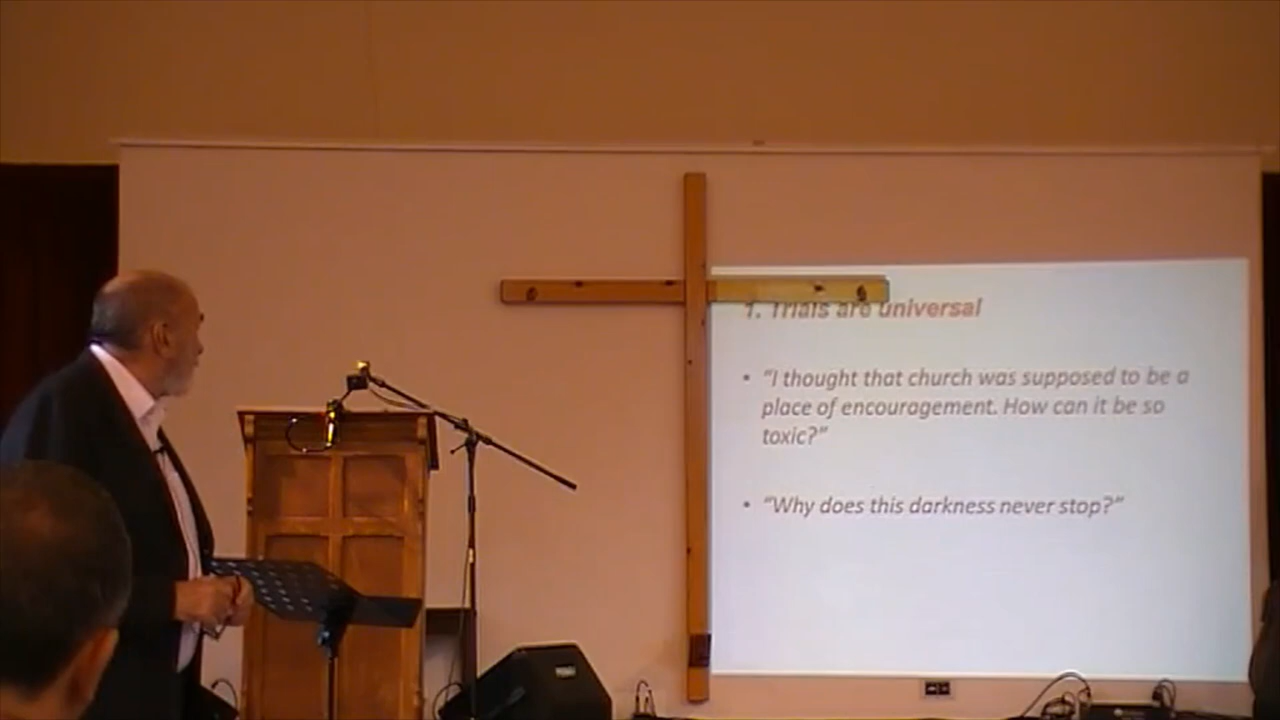 1. Trials are universal
• "I thought that church was supposed to be a
place of encouragement. How can it be so
toxic?"
• "Why does this darkness never stop?"